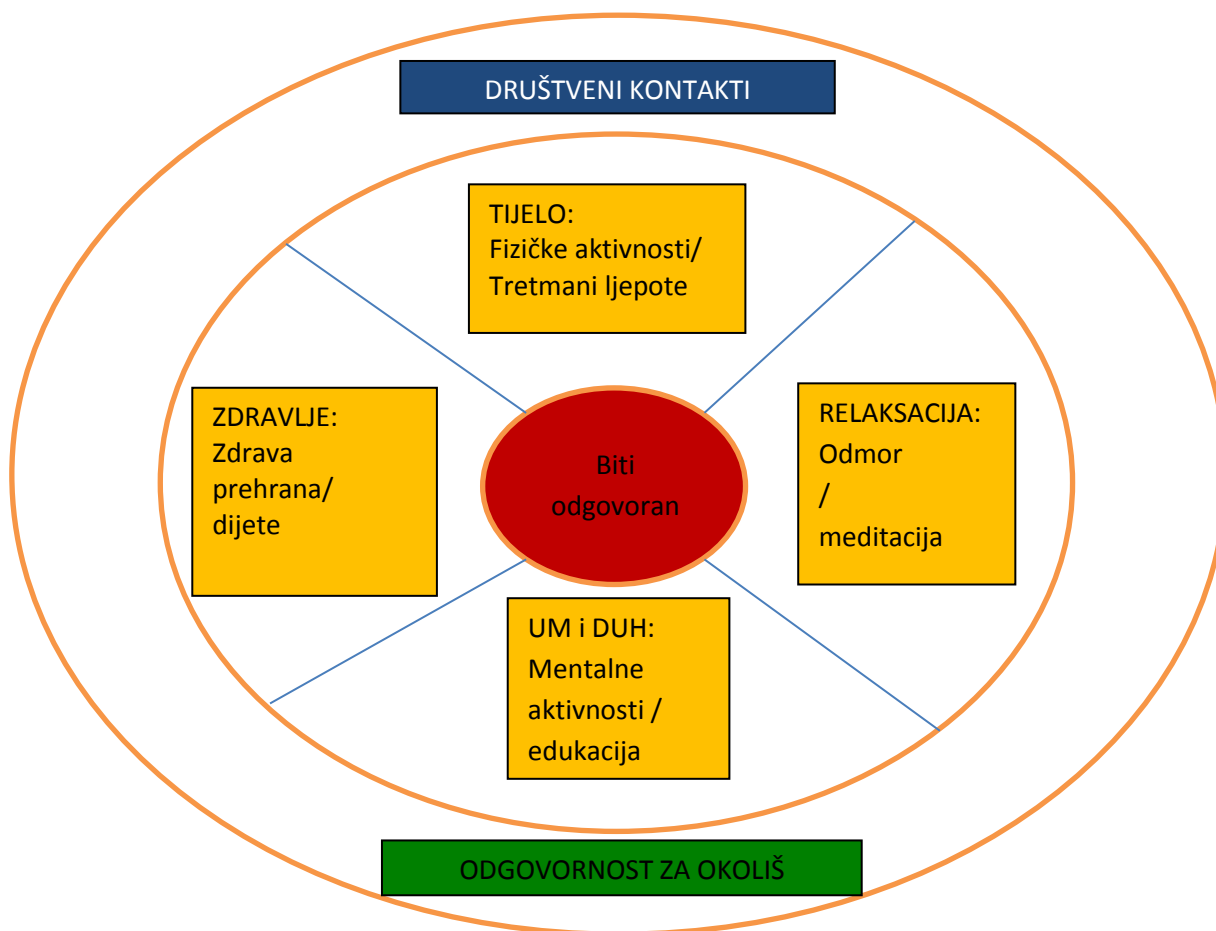 DRUŠTVENI KONTAKTI
TIJELO:
Fizičke aktivnosti/
Tretmani ljepote
ZDRAVLJE:
Zdrava
prehrana/
dijete
Biti
odgovoran
RELAKSACIJA:
Odmor
/
meditacija
UM i DUH:
Mentalne
aktivnosti /
edukacija
ODGOVORNOST ZA OKOLIŠ